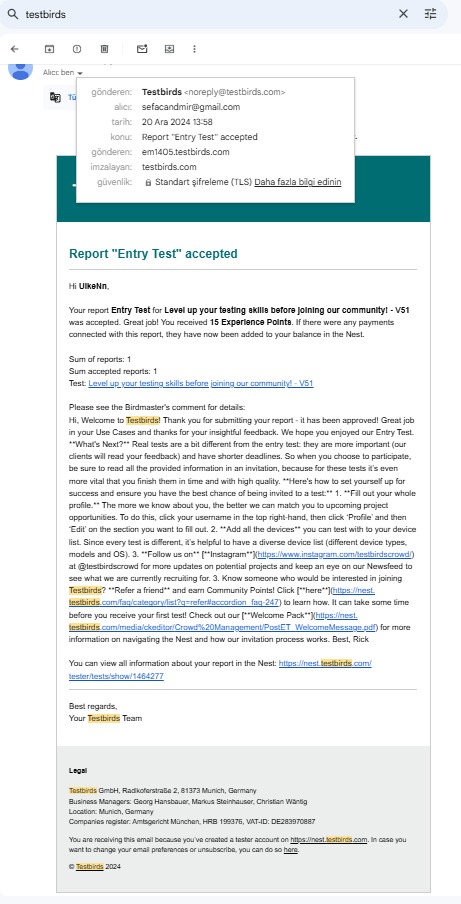 testbirds
Alıcı: ben
Tü
gönderen: Testbirds <noreply@testbirds.com>
alıcı: sefacandmir@gmail.com
tarih: 20 Ara 2024 13:58
konu: Report "Entry Test" accepted
gönderen: em1405.testbirds.com
imzalayan: testbirds.com
güvenlik: Standart şifreleme (TLS) Daha fazla bilgi edinin
Report "Entry Test" accepted
Hi UlkeNn,
Your report Entry Test for Level up your testing skills before joining our community! - V51
was accepted. Great job! You received 15 Experience Points. If there were any payments
connected with this report, they have now been added to your balance in the Nest.
Sum of reports: 1
Sum accepted reports: 1
Test: Level up your testing skills before joining our community! - V51
Please see the Birdmaster's comment for details:
Hi, Welcome to Testbirds! Thank you for submitting your report - it has been approved! Great job
in your Use Cases and thanks for your insightful feedback. We hope you enjoyed our Entry Test.
**What's Next?** Real tests are a bit different from the entry test: they are more important (our
clients will read your feedback) and have shorter deadlines. So when you choose to participate,
be sure to read all the provided information in an invitation, because for these tests it's even
more vital that you finish them in time and with high quality. **Here's how to set yourself up for
success and ensure you have the best chance of being invited to a test:** 1. **Fill out your whole
profile.** The more we know about you, the better we can match you to upcoming project
opportunities. To do this, click your username in the top right-hand, then click 'Profile' and then
'Edit' on the section you want to fill out. 2. **Add all the devices** you can test with to your device
list. Since every test is different, it's helpful to have a diverse device list (different device types,
models and OS). 3. **Follow us on** [**Instagram**](https://www.instagram.com/testbirdscrowd/)
at @testbirdscrowd for more updates on potential projects and keep an eye on our Newsfeed to
see what we are currently recruiting for. 3. Know someone who would be interested in joining
Testbirds? **Refer a friend** and earn Community Points! Click [**here**](https://nest.
testbirds.com/faq/category/list?q=refer#accordion_faq-247) to learn how. It can take some time
before you receive your first test! Check out our [**Welcome Pack**](https://nest.
testbirds.com/media/ckeditor/Crowd%20Management/PostET_WelcomeMessage.pdf) for more
information on navigating the Nest and how our invitation process works. Best, Rick
You can view all information about your report in the Nest: https://nest.testbirds.com/
tester/tests/show/1464277
Best regards,
Your Testbirds Team
Legal
Testbirds GmbH, Radlkoferstraße 2, 81373 Munich, Germany
Business Managers: Georg Hansbauer, Markus Steinhauser, Christian Wäntig
Location: Munich, Germany
Companies register: Amtsgericht München, HRB 199376, VAT-ID: DE283970887
You are receiving this email because you've created a tester account on https://nest.testbirds.com. In case you
want to change your email preferences or unsubscribe, you can do so here.
© Testbirds 2024